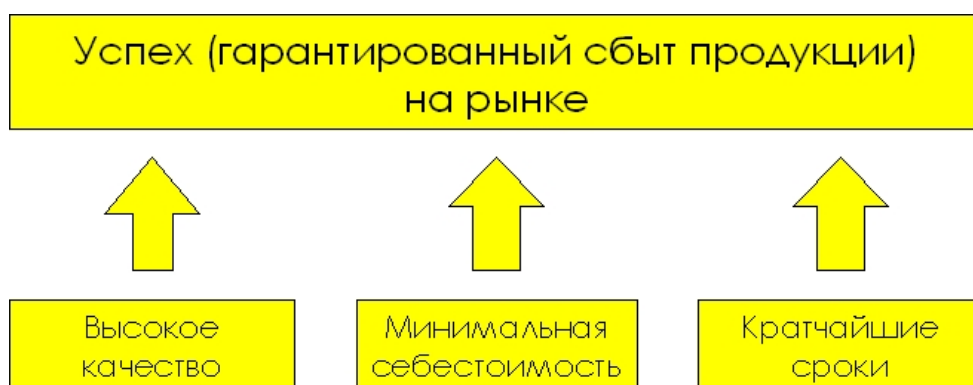 Успех (гарантированный сбыт продукции)
на рынке
Высокое
качество
Минимальная
себестоимость
Кратчайшие
сроки